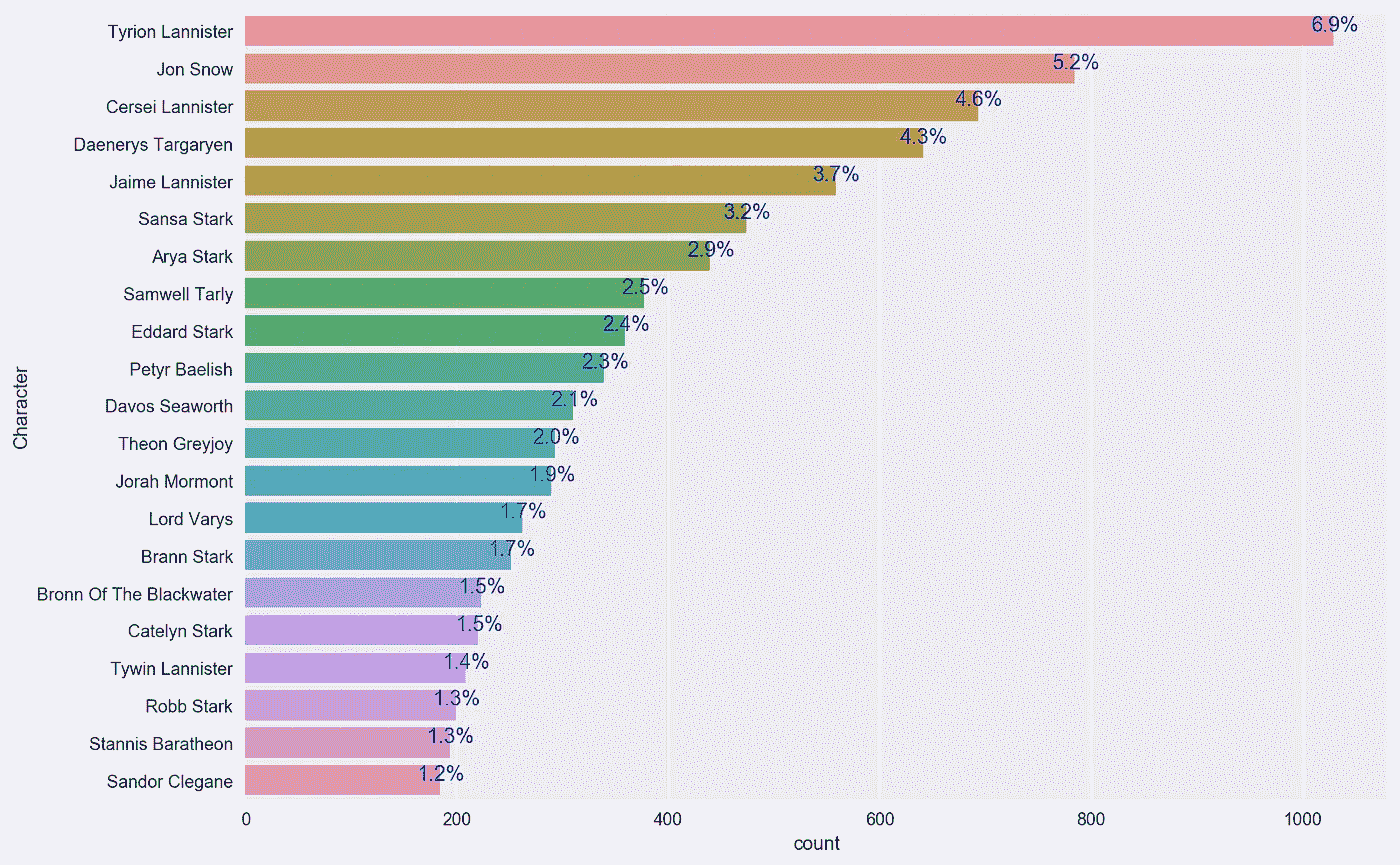 Tyrion Lannister 6.9%
Jon Snow 5.2%
Cersei Lannister 4.6%
Daenerys Targaryen 4.3%
Jaime Lannister 3.7%
Sansa Stark 3.2%
Arya Stark 2.9%
Samwell Tarly 2.5%
Eddard Stark 2.4%
Petyr Baelish 2.3%
Davos Seaworth 2.1%
Theon Greyjoy 2.0%
Jorah Mormont 1.9%
Lord Varys 1.7%
Brann Stark 1.7%
Bronn Of The Blackwater 1.5%
Catelyn Stark 1.5%
Tywin Lannister 1.4%
Robb Stark 1.3%
Stannis Baratheon 1.3%
Sandor Clegane 1.2%
Character
0 200 400 600 800 1000
count